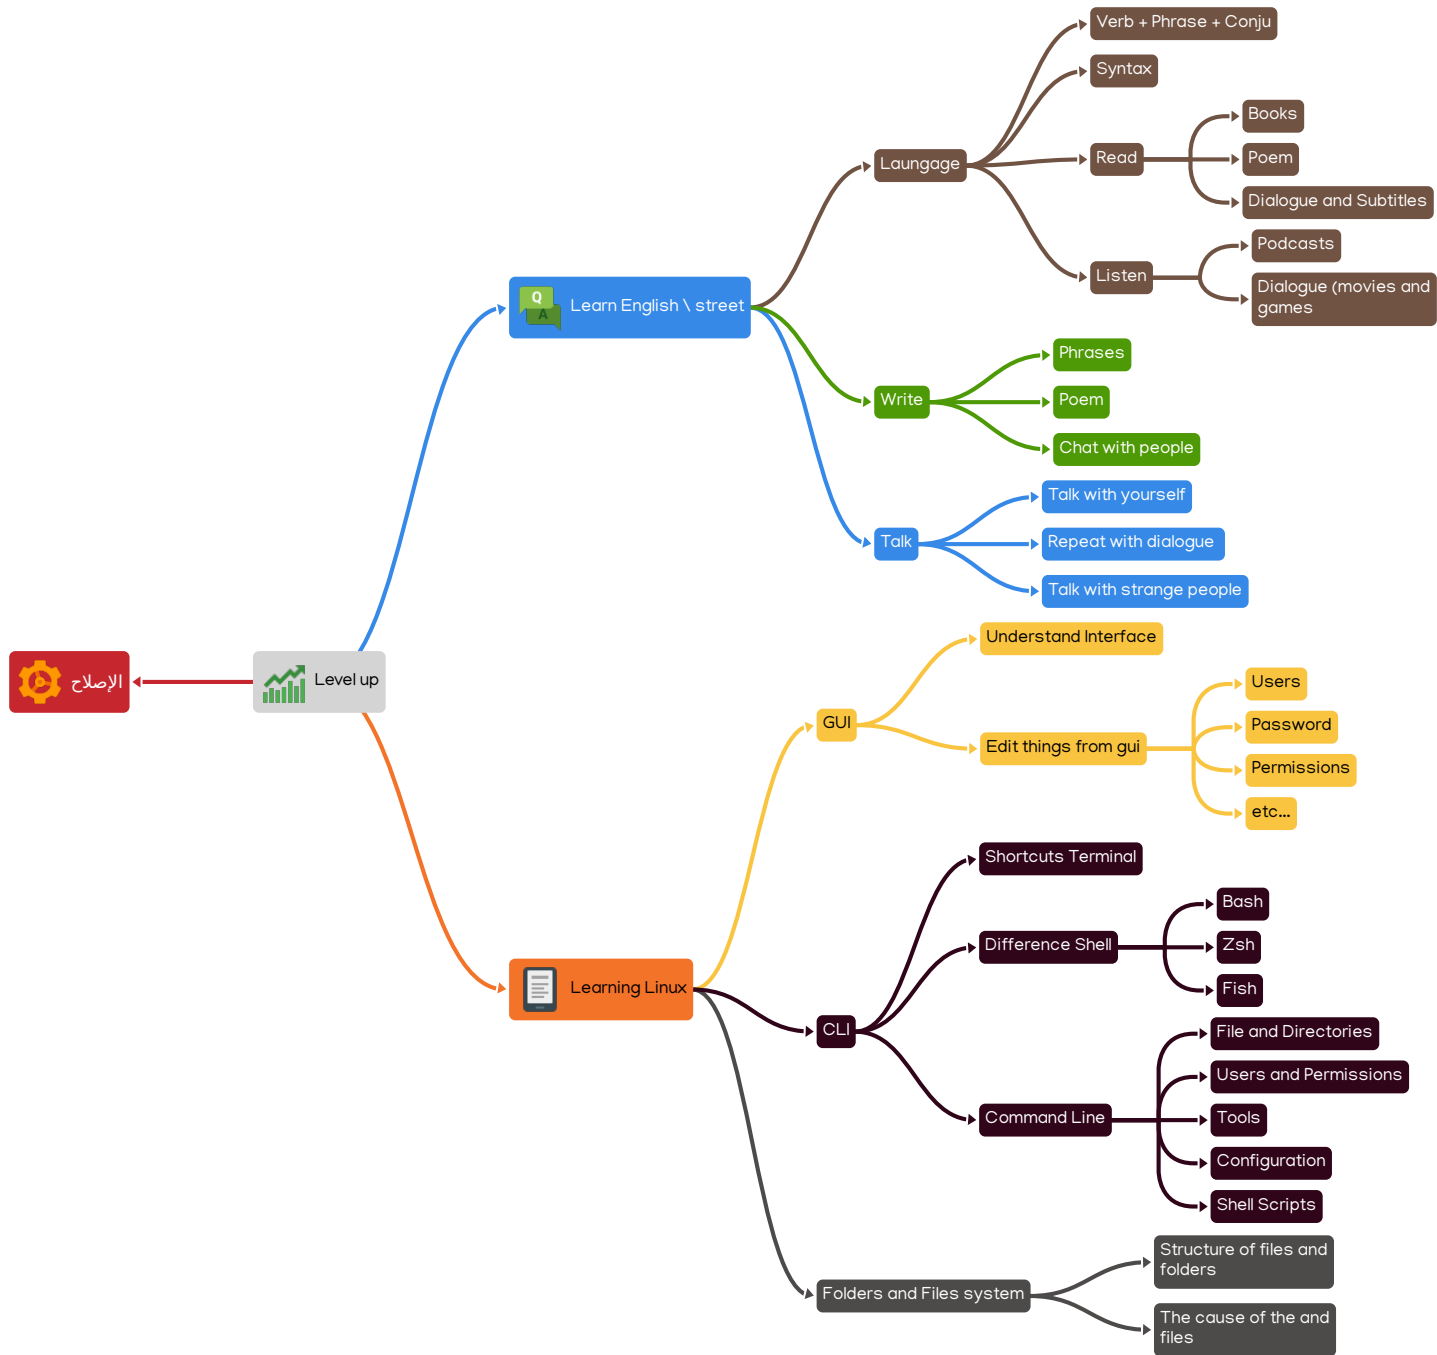 Verb + Phrase + Conju
Syntax
Books
Laungage
Read
Poem
Dialogue and Subtitles
Podcasts
Listen
Dialogue (movies and
games
Q
A
Learn English \ street
Phrases
Write
Poem
Chat with people
Talk with yourself
Talk
Repeat with dialogue
Talk with strange people
Understand Interface
الإصلاح
Level up
Users
GUI
Edit things from gui
Password
Permissions
etc...
Shortcuts Terminal
Bash
Difference Shell
Zsh
Fish
Learning Linux
CLI
File and Directories
Users and Permissions
Command Line
Tools
Configuration
Shell Scripts
Structure of files and
folders
Folders and Files system
The cause of the and
files